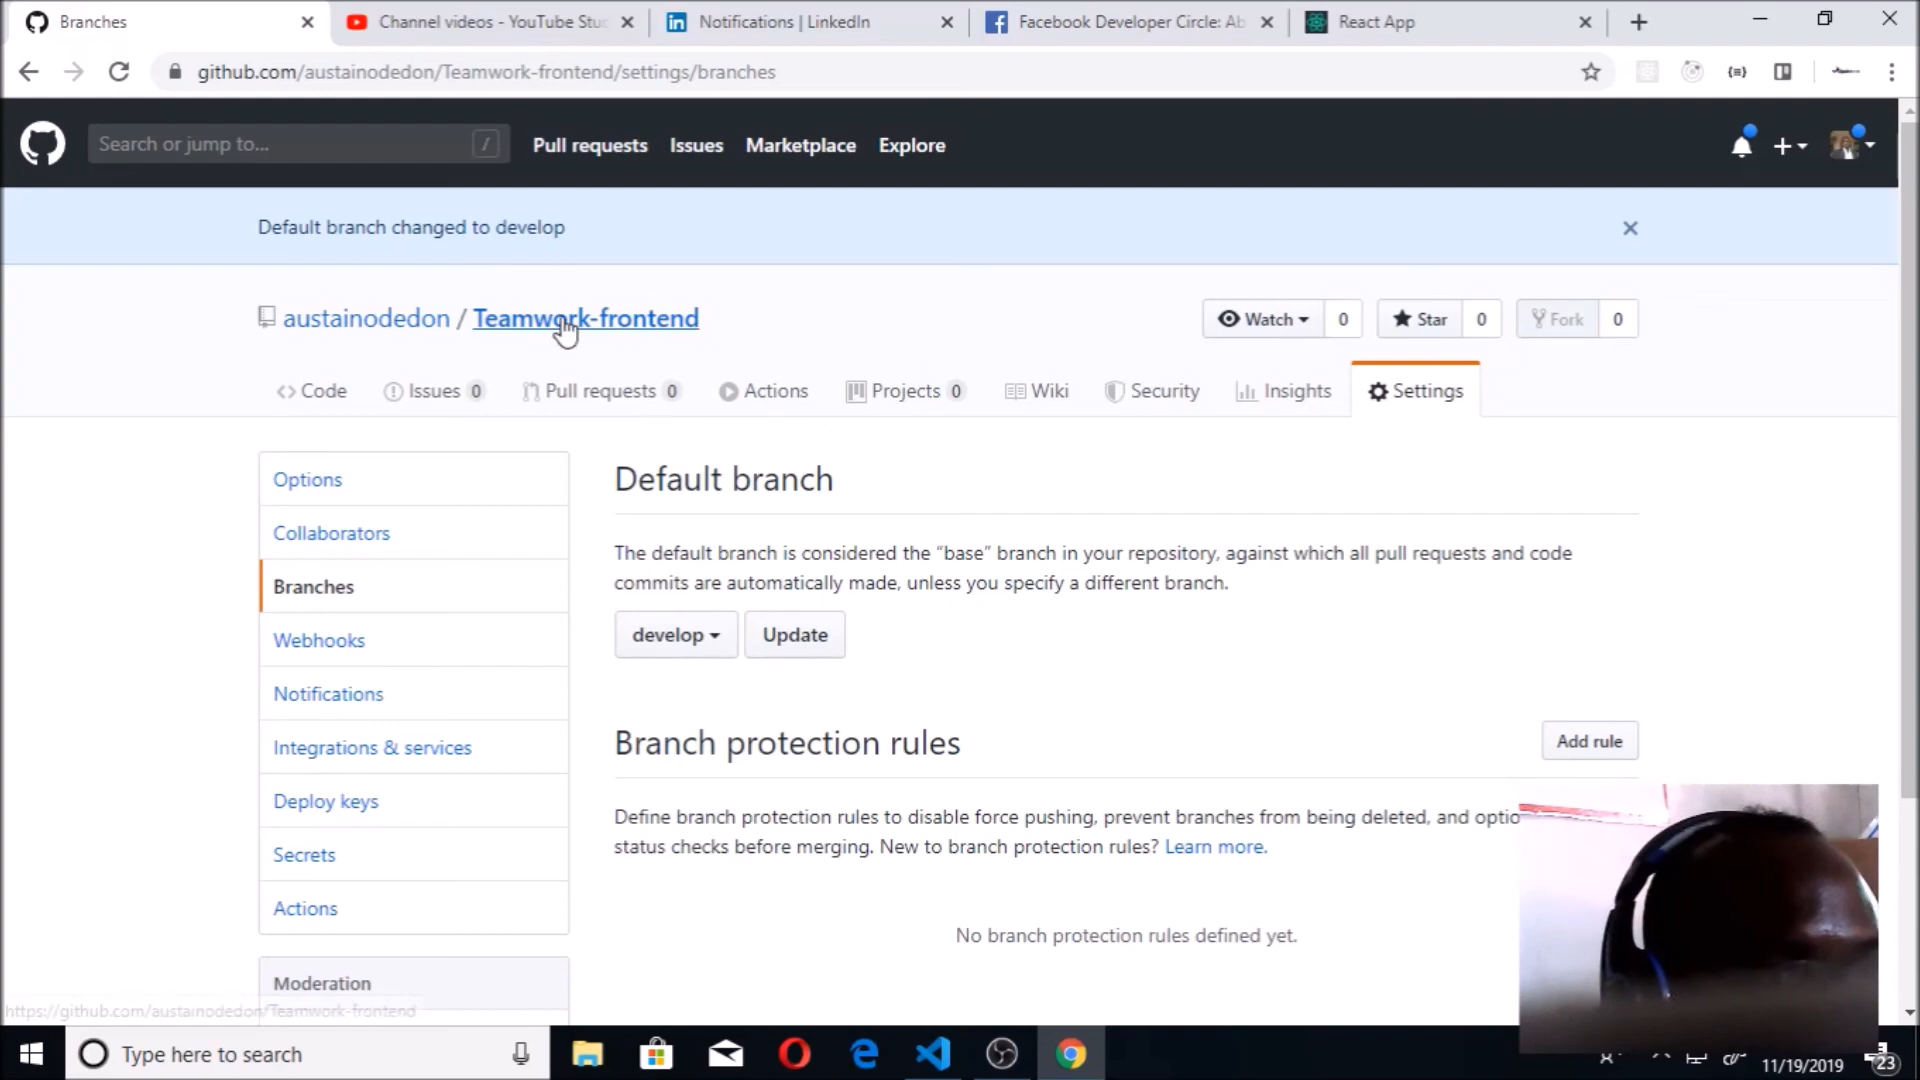 Branches
Channel videos - YouTube Stu
Notifications | LinkedIn
Facebook Developer Circle: Ab
React App
github.com/austainodedon/Teamwork-frontend/settings/branches
Search or jump to...
/
Pull requests
Issues
Marketplace
Explore
Default branch changed to develop
austainodedon / Teamwork-frontend
Watch 0
Star 0
Fork 0
Code
Issues 0
Pull requests 0
Actions
Projects 0
Wiki
Security
Insights
Settings
Options
Collaborators
Branches
Webhooks
Notifications
Integrations & services
Deploy keys
Secrets
Actions
Moderation
Default branch
The default branch is considered the “base” branch in your repository, against which all pull requests and code
commits are automatically made, unless you specify a different branch.
develop
Update
Branch protection rules
Add rule
Define branch protection rules to disable force pushing, prevent branches from being deleted, and optio
status checks before merging. New to branch protection rules? Learn more.
No branch protection rules defined yet.
https://github.com/austainodedon/Teamwork-frontend
Type here to search
11/19/2019
23